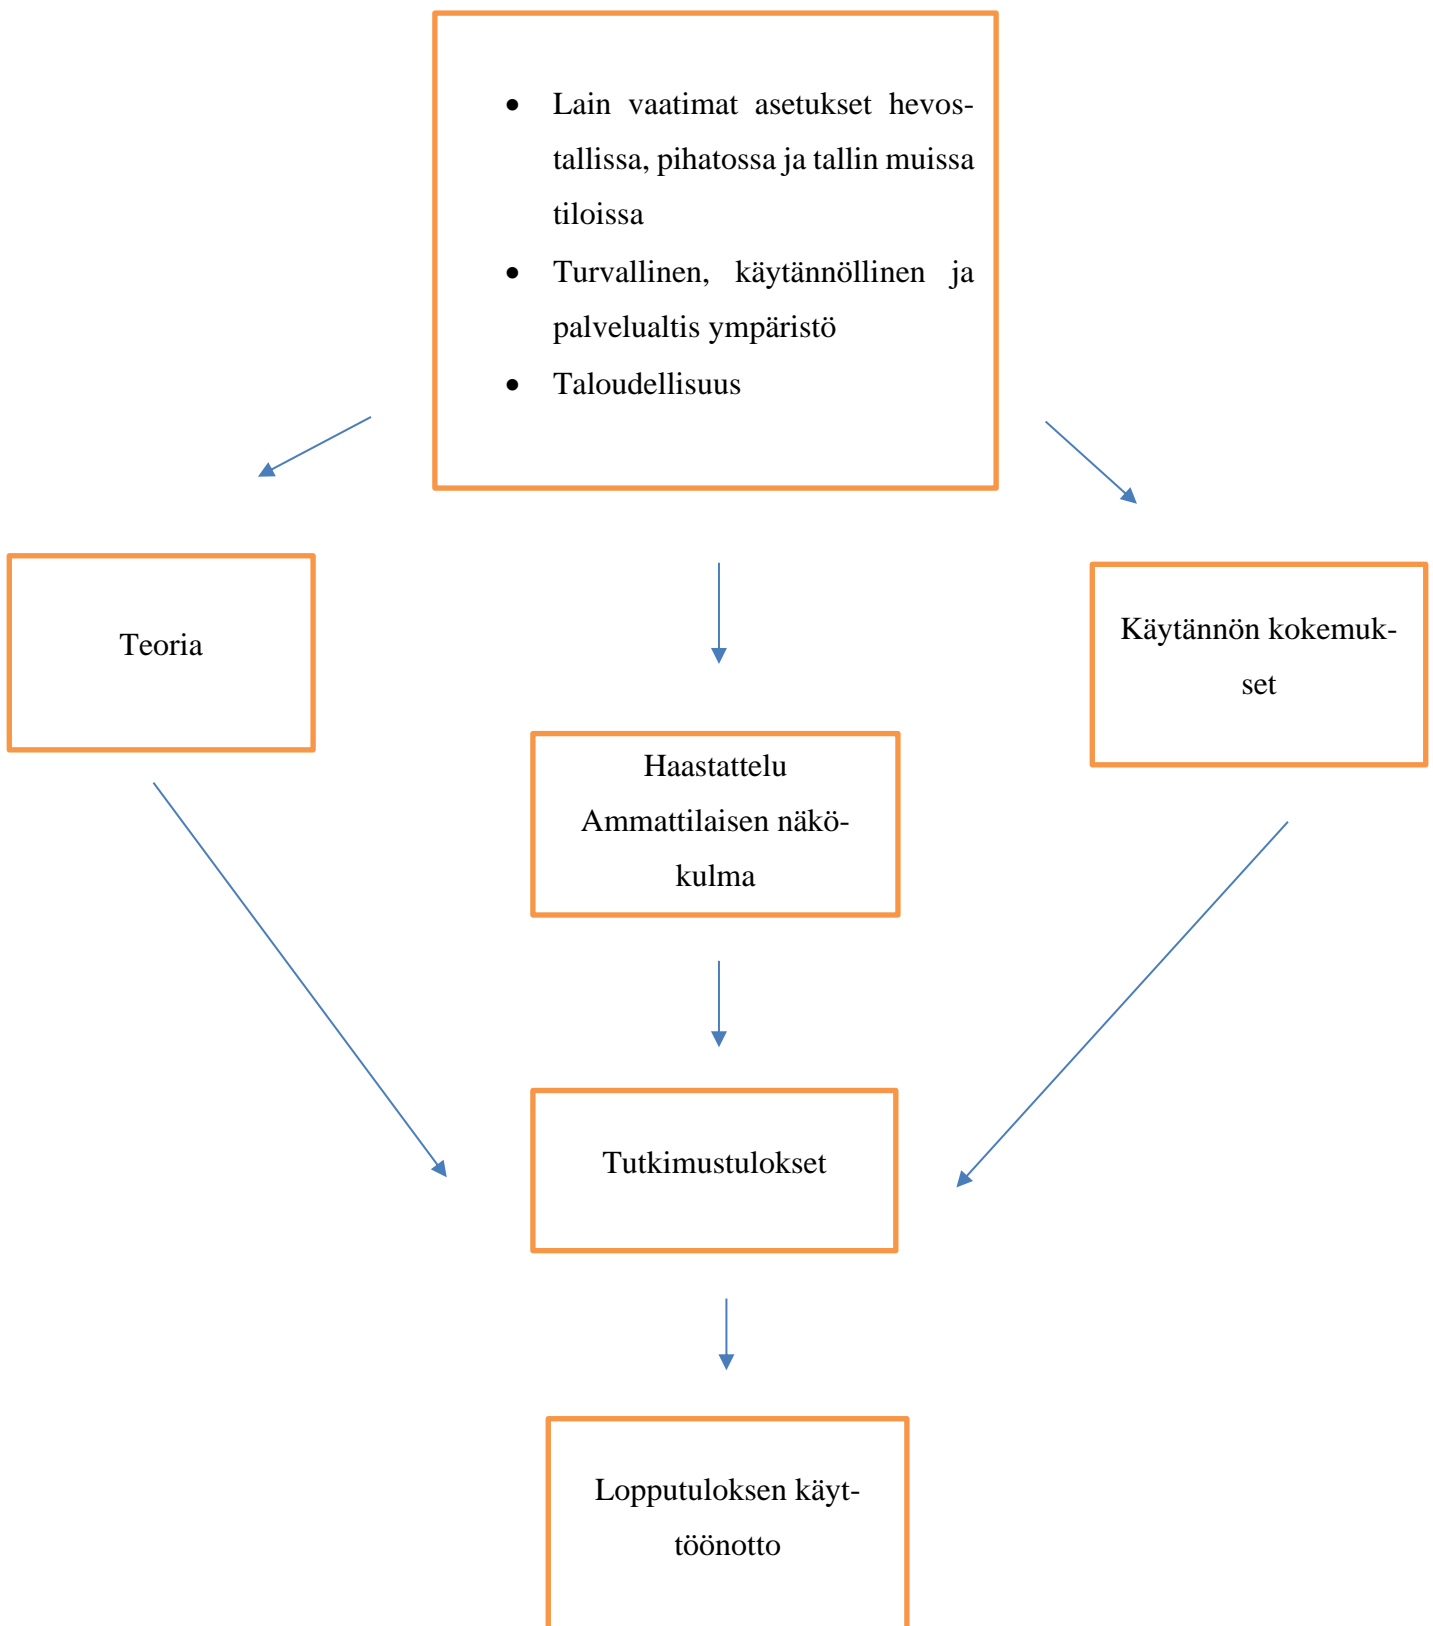 • Lain vaatimat asetukset hevos-
tallissa, pihatossa ja tallin muissa
tiloissa
• Turvallinen, käytännöllinen ja
palvelualtis ympäristö
• Taloudellisuus
Teoria
Käytännön kokemuk-
set
Haastattelu
Ammattilaisen näkö-
kulma
Tutkimustulokset
Lopputuloksen käyt-
töönotto